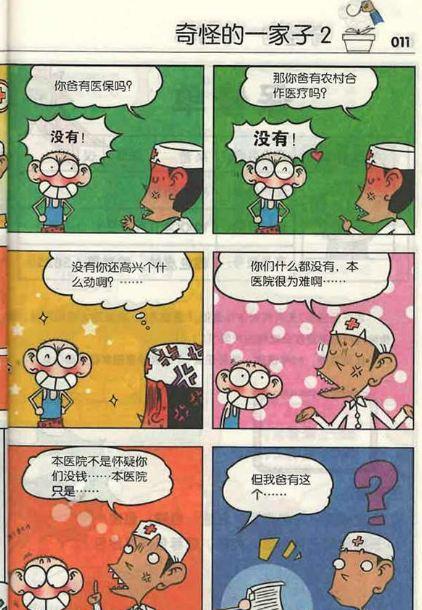 奇怪的一家子2
011
你爸有医保吗?
没有!
那你爸有农村合
作医疗吗?
没有!
没有你还高兴个什
么劲啊? ……
你们什么都没有,本
医院很为难啊……
本医院不是怀疑你
们没钱……本医院
只是……
但我爸有这
个……
?